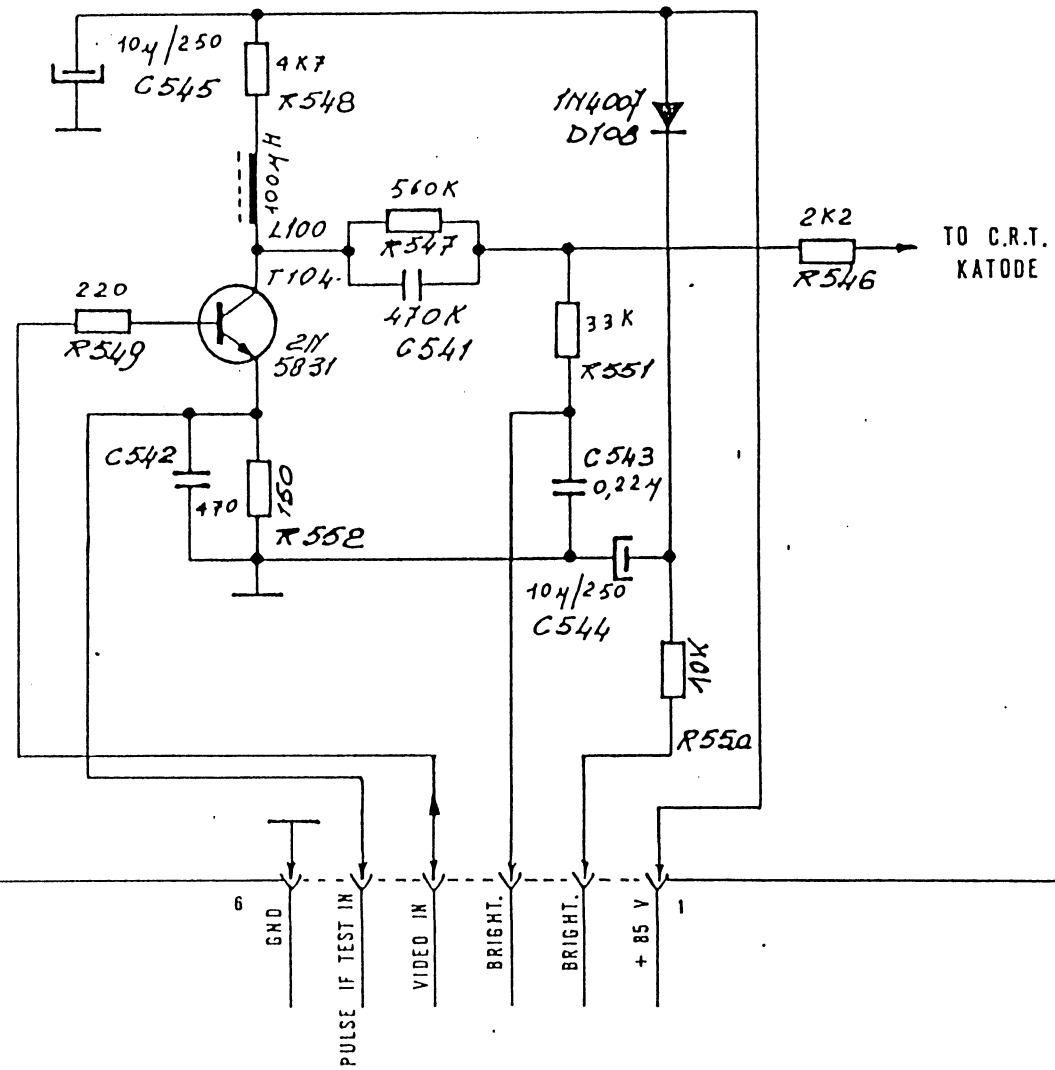 10µ/250
C545
4K7
R548
100µH
L100
1N4007
D108
560K
R547
2K2
R546
TO C.R.T.
KATODE
T104
220
R549
2N
5831
470K
C541
33K
R551
C542
470
150
R552
C543
0,22µ
10µ/250
C544
10K
R550
6
GND
PULSE IF TEST IN
VIDEO IN
BRIGHT.
BRIGHT.
+ 85 V
1